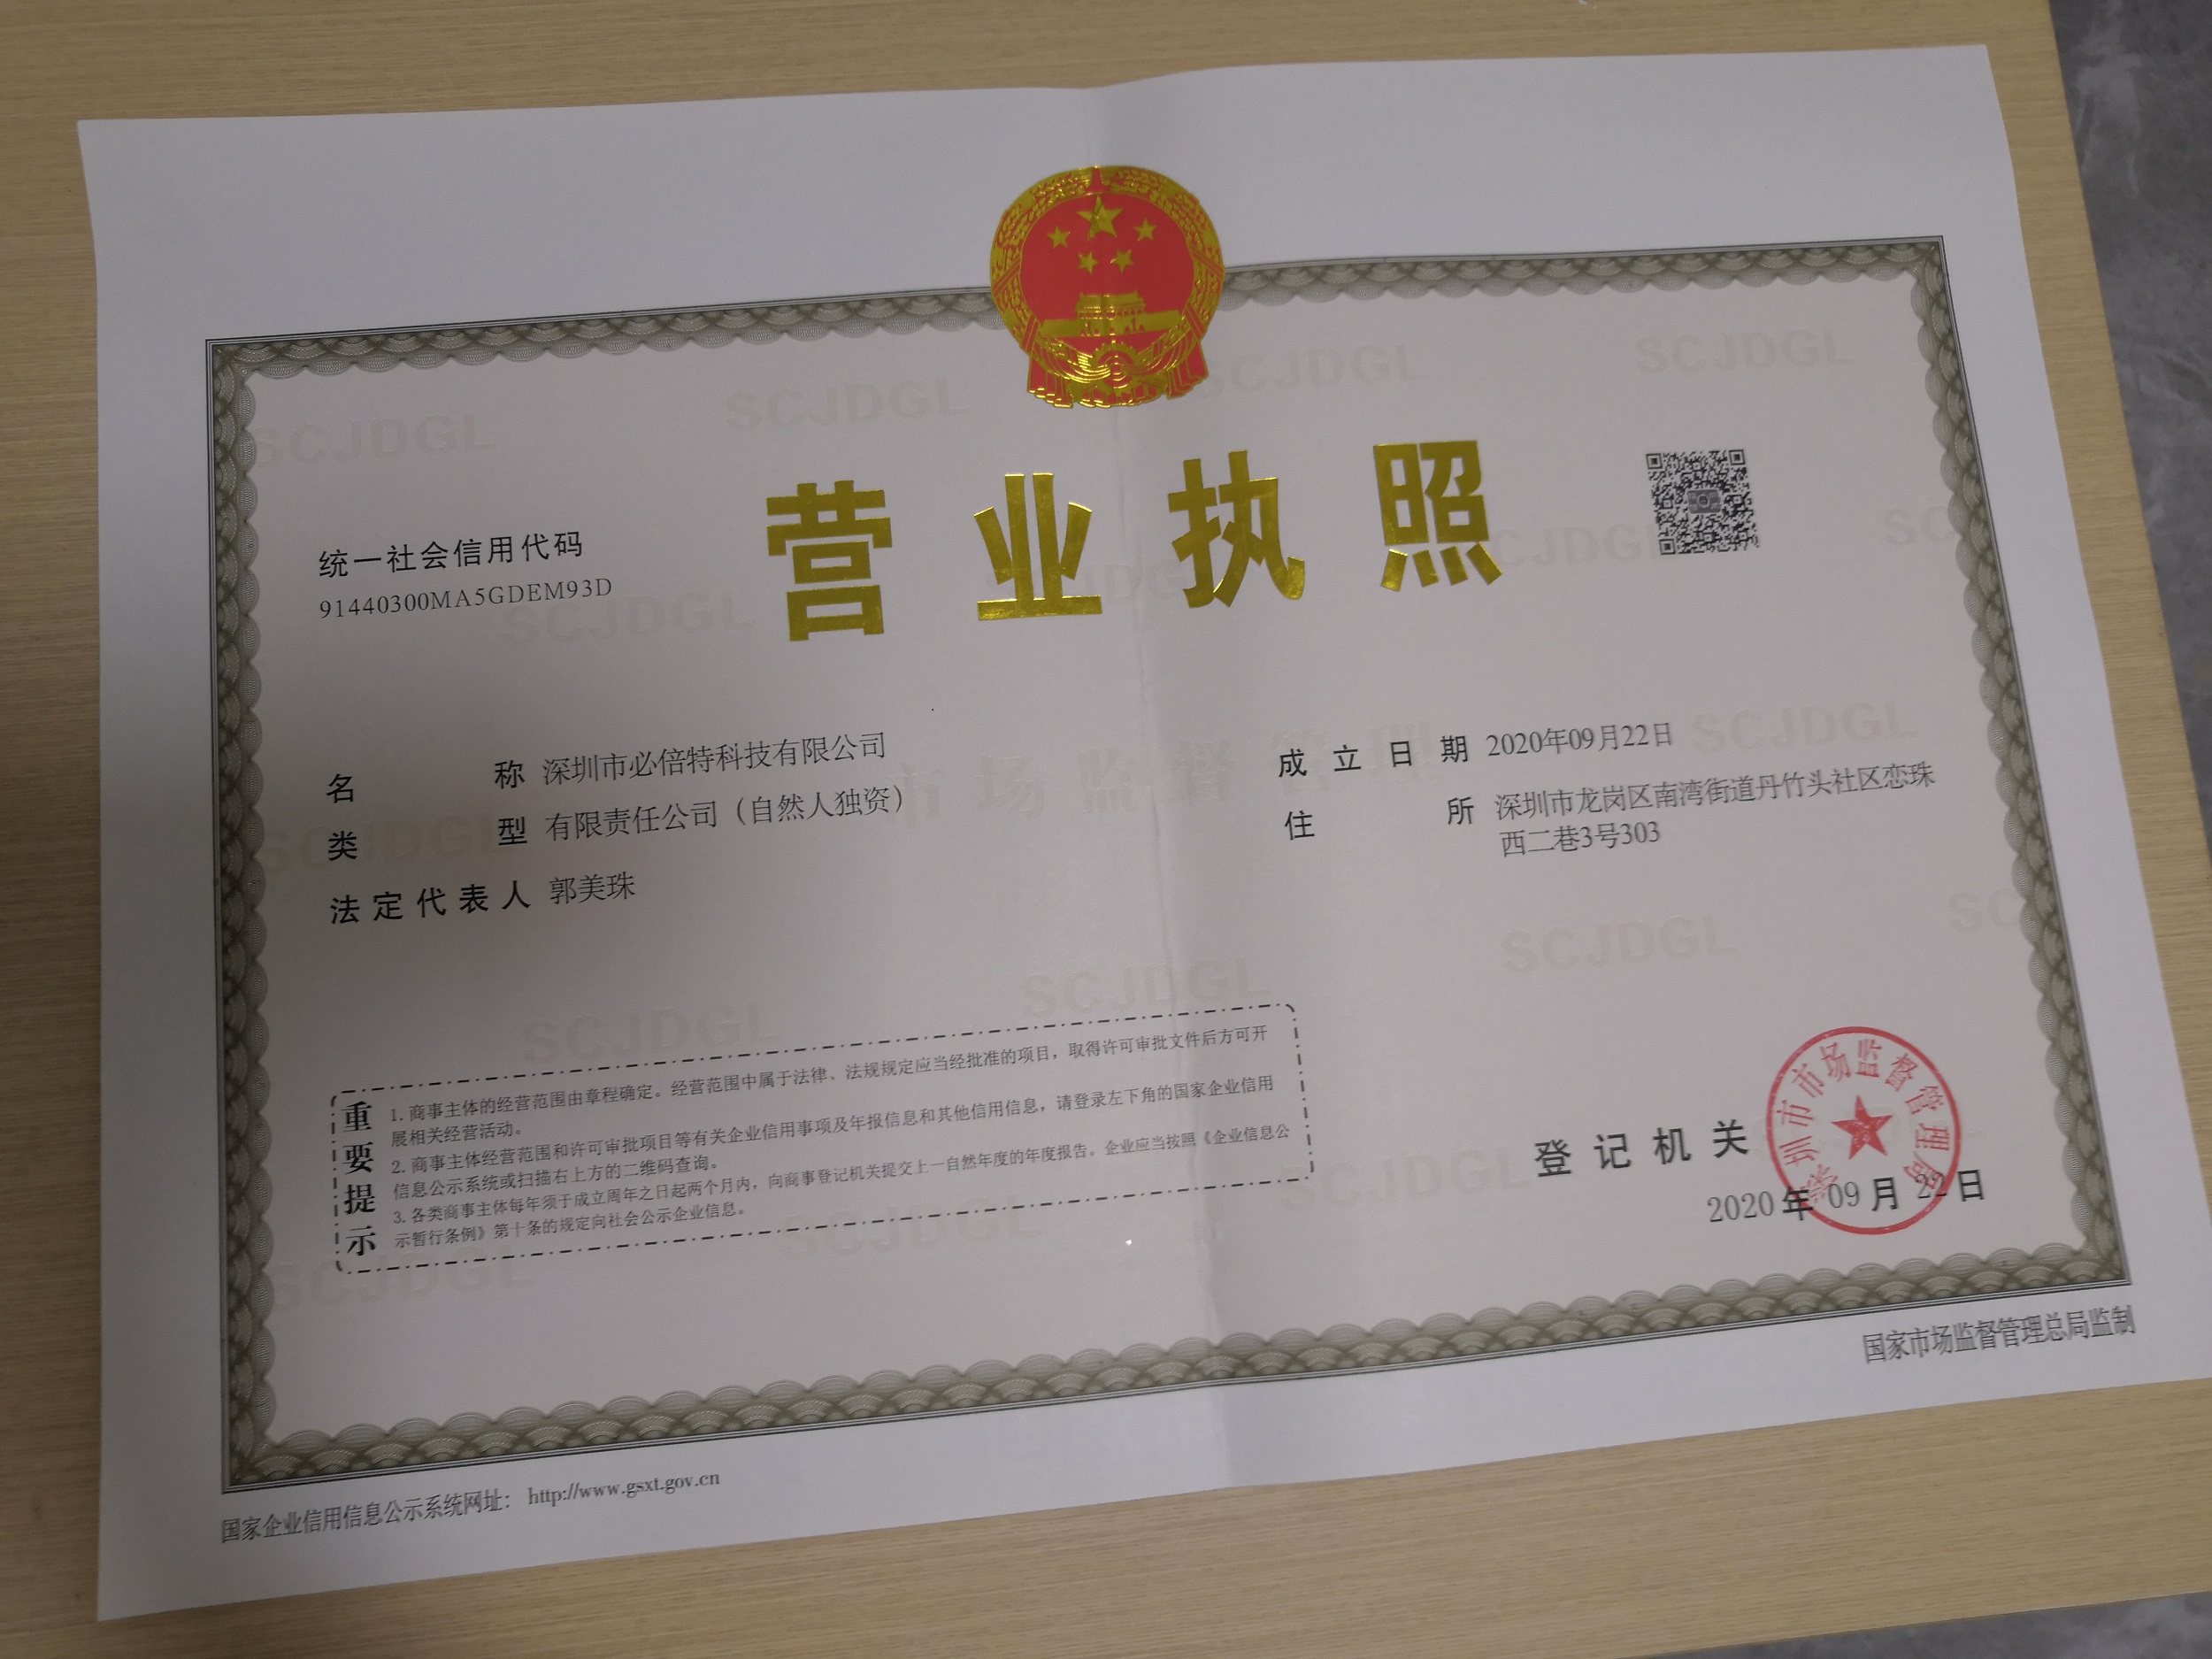 营业执照
统一社会信用代码
91440300MA5GDEM93D
名称 深圳市必倍特科技有限公司
类型 有限责任公司（自然人独资）
法定代表人 郭美珠
成立日期 2020年09月22日
住所 深圳市龙岗区南湾街道丹竹头社区恋珠
西二巷3号303
重要提示
1. 商事主体的经营范围由章程确定。经营范围中属于法律、法规规定应当经批准的项目，取得许可审批文件后方可开
展相关经营活动。
2. 商事主体经营范围和许可审批项目等有关企业信用事项及年报信息和其他信用信息，请登录左下角的国家企业信用
信息公示系统或扫描右上方的二维码查询。
3. 各类商事主体每年须于成立周年之日起两个月内，向商事登记机关提交上一自然年度的年度报告。企业应当按照《企业信息公
示暂行条例》第十条的规定向社会公示企业信息。
登记机关
深圳市市场监督管理局
2020年09月22日
国家企业信用信息公示系统网址： http://www.gsxt.gov.cn
国家市场监督管理总局监制
SCJDGL